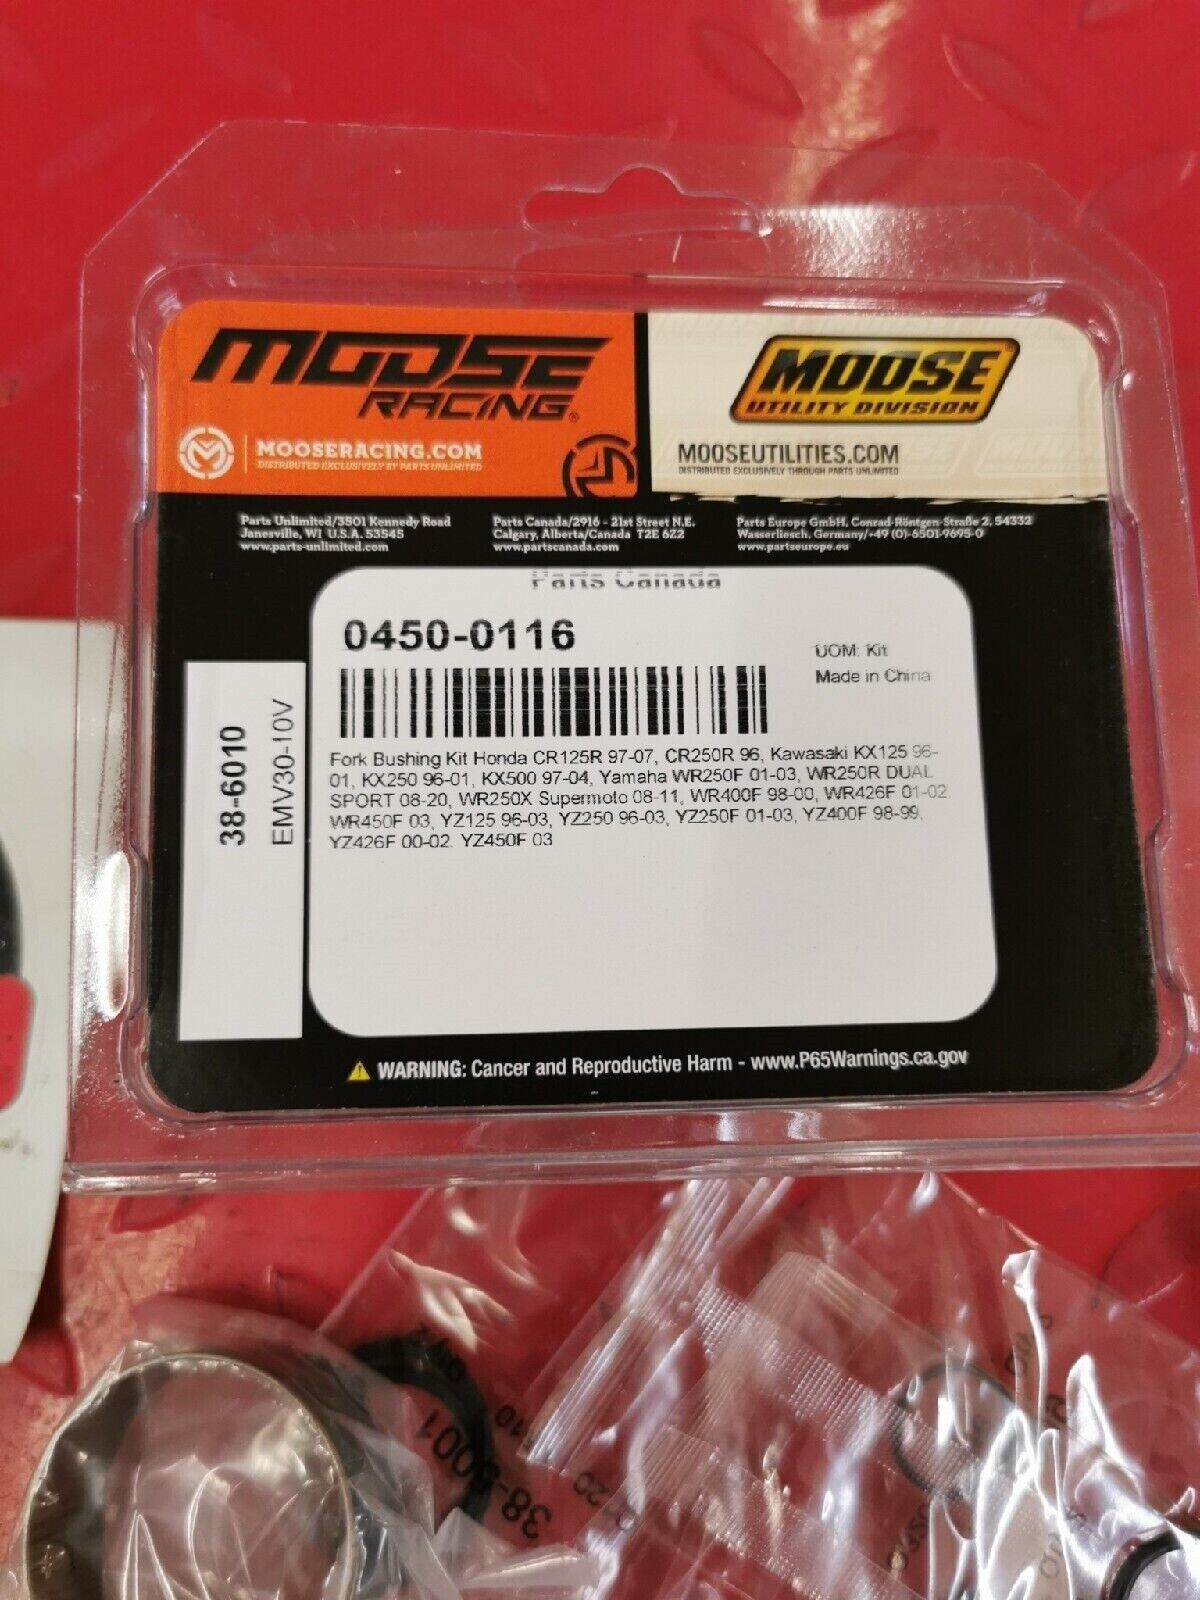 MOOSE
RACING®
MOOSERACING.COM
DISTRIBUTED EXCLUSIVELY BY PARTS UNLIMITED
MOOSE
UTILITY DIVISION
MOOSEUTILITIES.COM
DISTRIBUTED EXCLUSIVELY THROUGH PARTS UNLIMITED
Parts Unlimited/3501 Kennedy Road
Janesville, WI U.S.A. 53545
www.parts-unlimited.com
Parts Canada/2916 - 21st Street N.E.
Calgary, Alberta/Canada T2E 6Z2
www.partscanada.com
Parts Europe GmbH, Conrad-Röntgen-Straße 2, 54332
Wasserliesch, Germany/+49 (0)-6501-9695-0
www.partseurope.eu
Parts Canada
0450-0116
UOM: Kit
Made in China
Fork Bushing Kit Honda CR125R 97-07, CR250R 96, Kawasaki KX125 96-
01, KX250 96-01, KX500 97-04, Yamaha WR250F 01-03, WR250R DUAL
SPORT 08-20, WR250X Supermoto 08-11, WR400F 98-00, WR426F 01-02,
WR450F 03, YZ125 96-03, YZ250 96-03, YZ250F 01-03, YZ400F 98-99,
YZ426F 00-02, YZ450F 03
38-6010
EMV30-10V
WARNING: Cancer and Reproductive Harm - www.P65Warnings.ca.gov